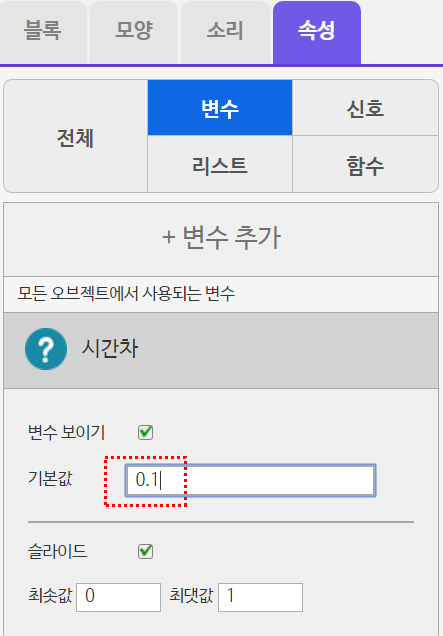 블록 모양 소리 속성
전체 변수 신호
리스트 함수
+ 변수 추가
모든 오브젝트에서 사용되는 변수
? 시간차
변수 보이기
기본값 0.1
슬라이드
최솟값 0 최댓값 1